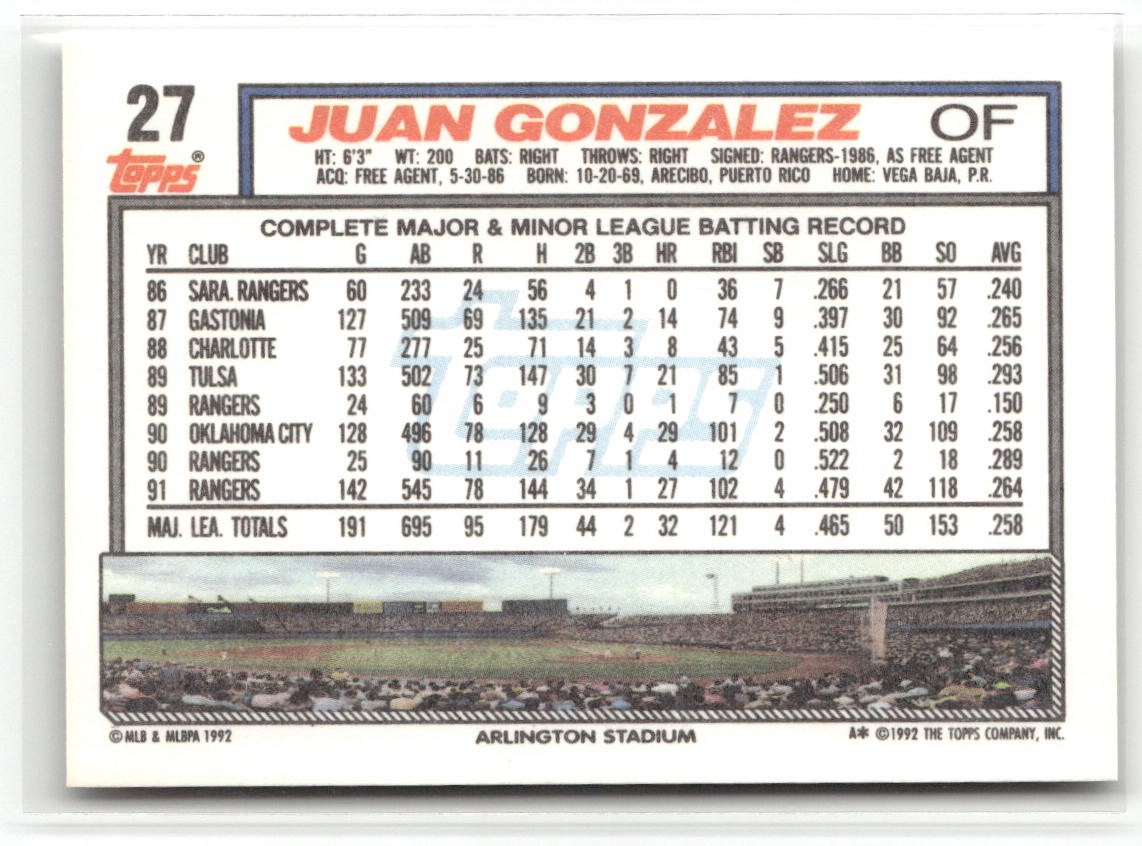 27
topps®
JUAN GONZALEZ OF
HT: 6'3" WT: 200 BATS: RIGHT THROWS: RIGHT SIGNED: RANGERS-1986, AS FREE AGENT
ACQ: FREE AGENT, 5-30-86 BORN: 10-20-69, ARECIBO, PUERTO RICO HOME: VEGA BAJA, P.R.
COMPLETE MAJOR & MINOR LEAGUE BATTING RECORD
YR CLUB G AB R H 2B 3B HR RBI SB SLG BB SO AVG
86 SARA. RANGERS 60 233 24 56 4 1 0 36 7 .266 21 57 .240
87 GASTONIA 127 509 69 135 21 2 14 74 9 .397 30 92 .265
88 CHARLOTTE 77 277 25 71 14 3 8 43 5 .415 25 64 .256
89 TULSA 133 502 73 147 30 7 21 85 1 .506 31 98 .293
89 RANGERS 24 60 6 9 3 0 1 7 0 .250 6 17 .150
90 OKLAHOMA CITY 128 496 78 128 29 4 29 101 2 .508 32 109 .258
90 RANGERS 25 90 11 26 7 1 4 12 0 .522 2 18 .289
91 RANGERS 142 545 78 144 34 1 27 102 4 .479 42 118 .264
MAJ. LEA. TOTALS 191 695 95 179 44 2 32 121 4 .465 50 153 .258
topps
© MLB & MLBPA 1992 ARLINGTON STADIUM A* ©1992 THE TOPPS COMPANY, INC.